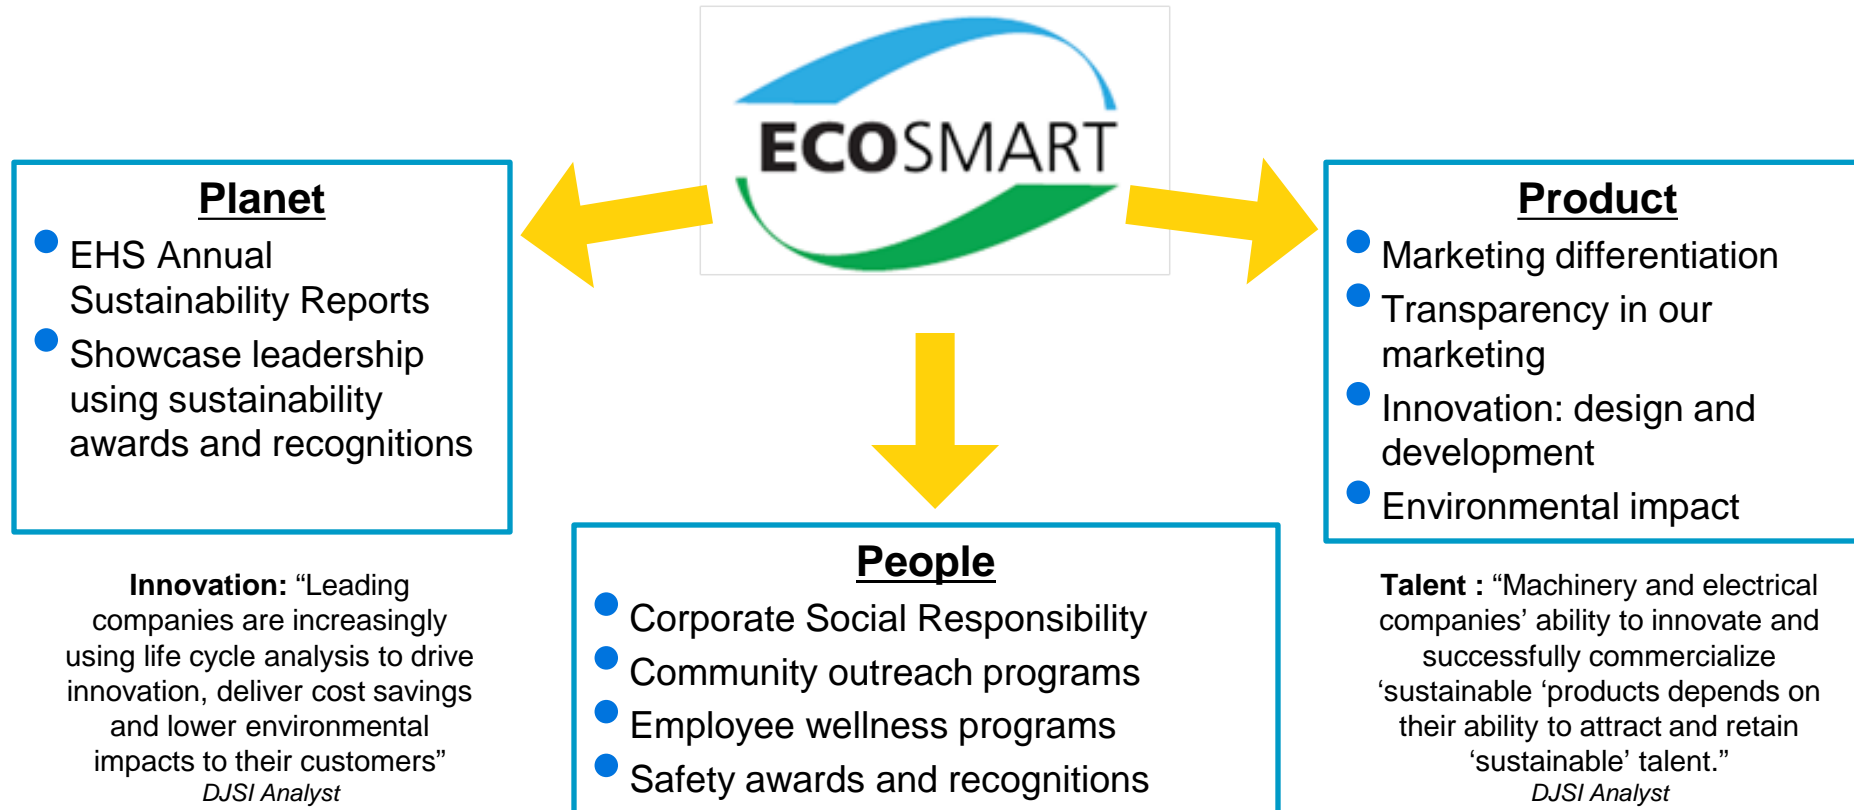 ECOSMART
Planet
EHS Annual
Sustainability Reports
Showcase leadership
using sustainability
awards and recognitions
Product
Marketing differentiation
Transparency in our
marketing
Innovation: design and
development
Environmental impact
People
Corporate Social Responsibility
Community outreach programs
Employee wellness programs
Safety awards and recognitions
Innovation: “Leading
companies are increasingly
using life cycle analysis to drive
innovation, deliver cost savings
and lower environmental
impacts to their customers”
DJSI Analyst
Talent : “Machinery and electrical
companies’ ability to innovate and
successfully commercialize
‘sustainable ‘products depends on
their ability to attract and retain
‘sustainable’ talent.”
DJSI Analyst